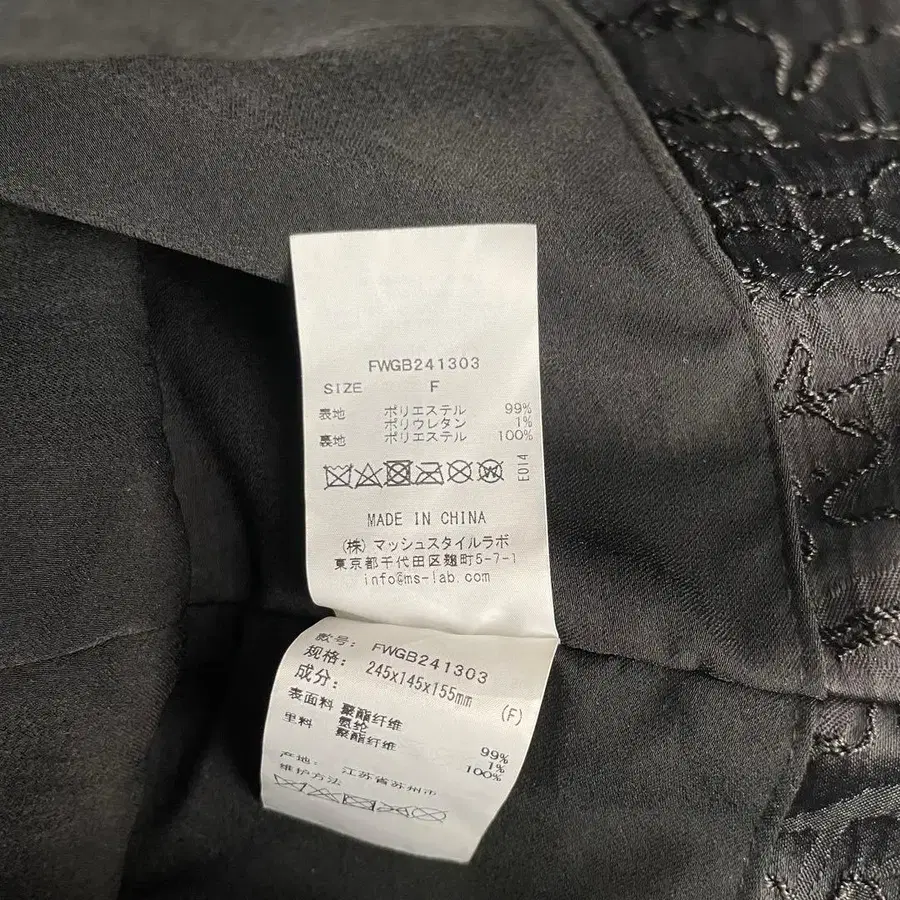 FWGB241303
SIZE F
表地 ポリエステル 99%
ポリウレタン 1%
裏地 ポリエステル 100%
E014
MADE IN CHINA
(株) マッシュスタイルラボ
東京都千代田区麹町5-7-1
info@ms-lab.com
款号: FWGB241303
规格: 245x145x155mm (F)
成分:
表面料 聚酯纤维 99%
氨纶 1%
里料 聚酯纤维 100%
产地: 江苏省苏州市
维护方法